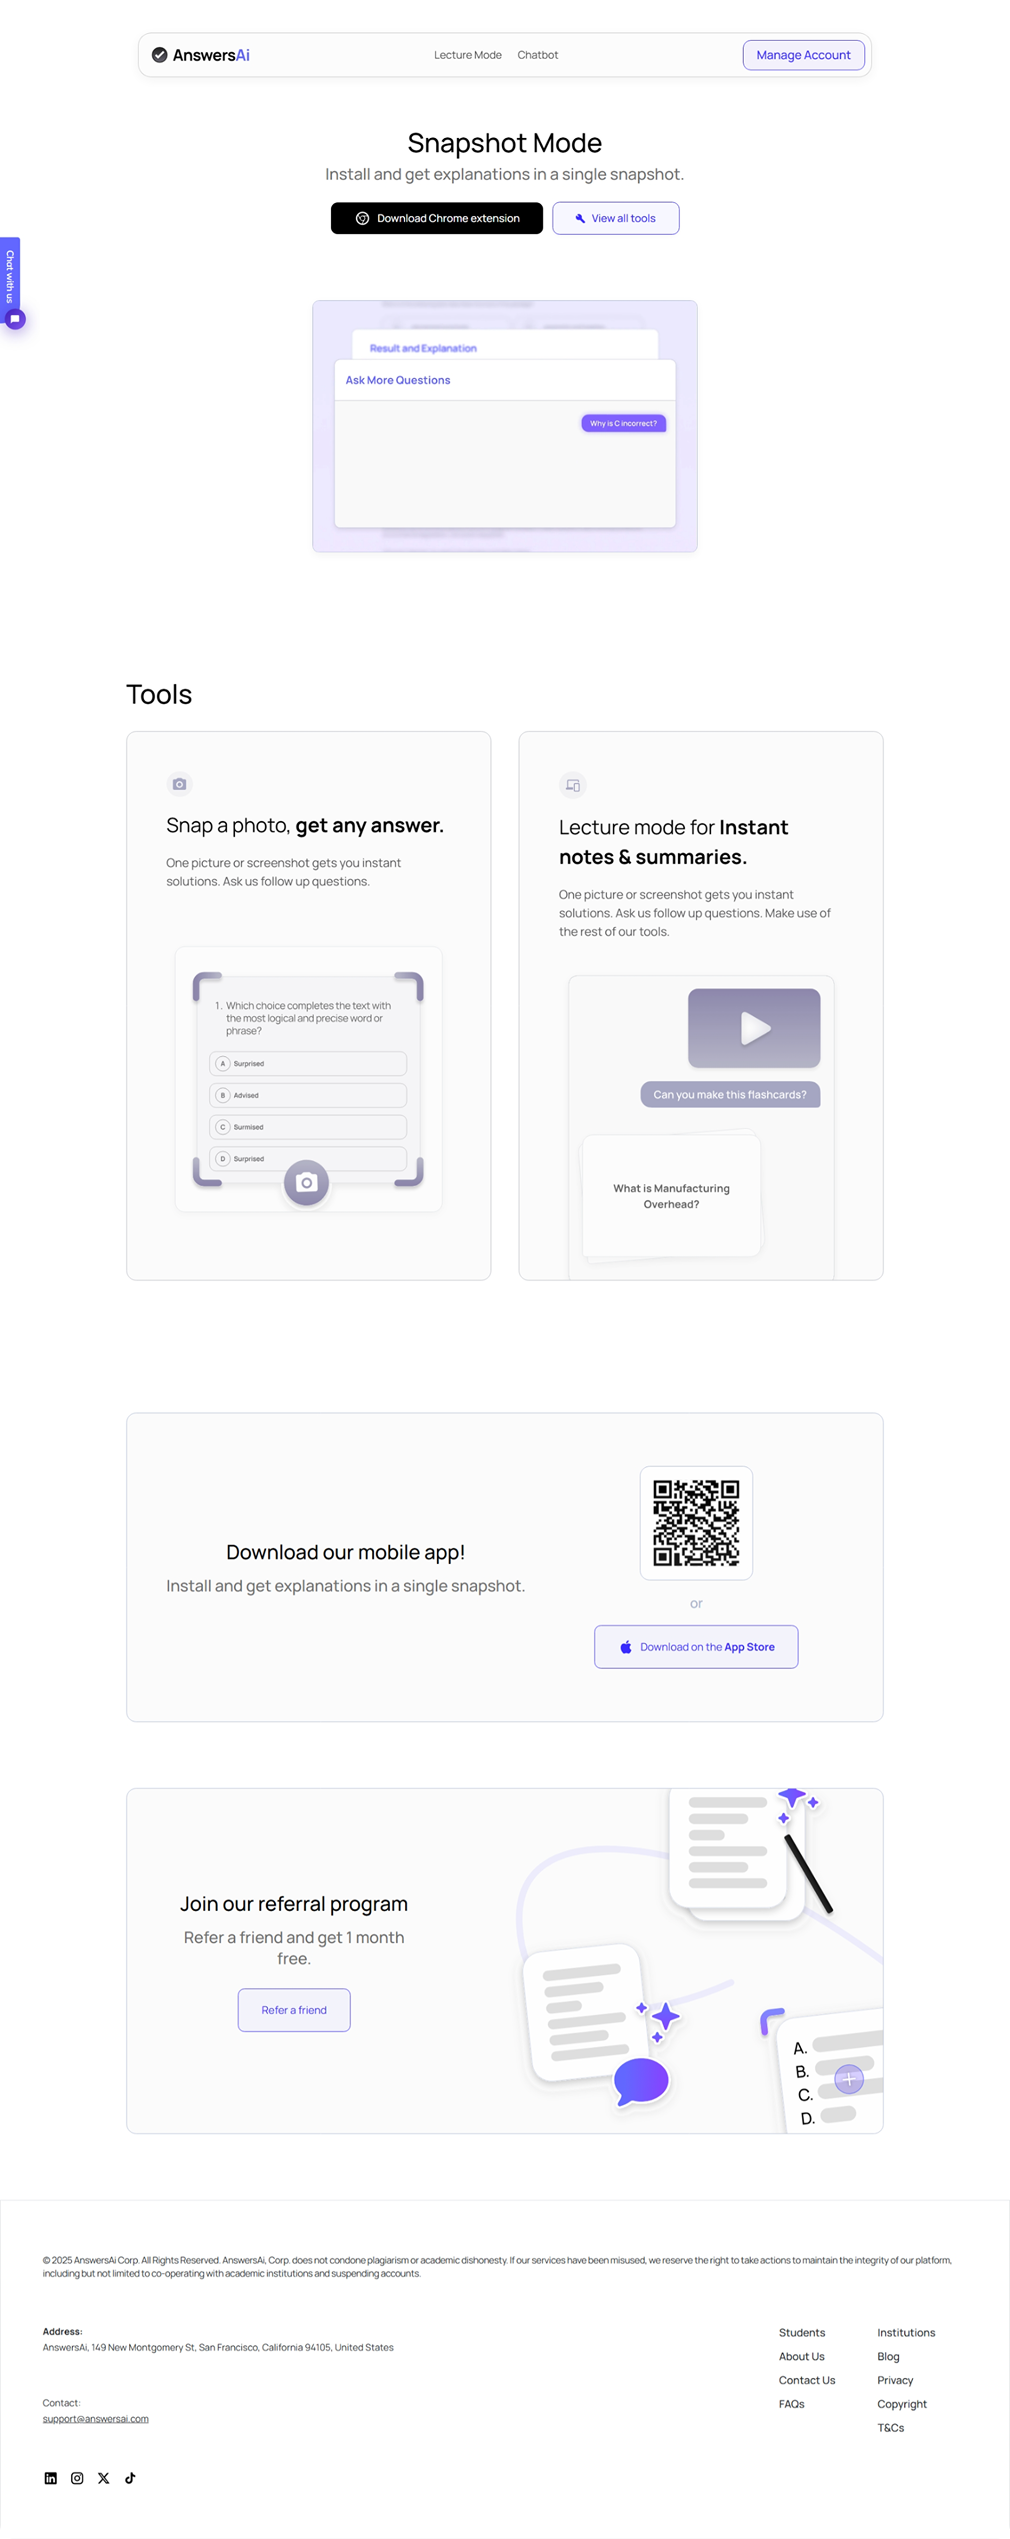 AnswersAi
Lecture Mode
Chatbot
Manage Account
Snapshot Mode
Install and get explanations in a single snapshot.
Download Chrome extension
View all tools
Chat with us
Result and Explanation
Ask More Questions
Why is C incorrect?
Tools
Snap a photo, get any answer.
One picture or screenshot gets you instant
solutions. Ask us follow up questions.
1. Which choice completes the text with
the most logical and precise word or
phrase?
A Surprised
B Advised
C Surmised
D Surprised
Lecture mode for Instant
notes & summaries.
One picture or screenshot gets you instant
solutions. Ask us follow up questions. Make use of
the rest of our tools.
Can you make this flashcards?
What is Manufacturing
Overhead?
Download our mobile app!
Install and get explanations in a single snapshot.
or
Download on the App Store
Join our referral program
Refer a friend and get 1 month
free.
Refer a friend
A.
B.
C.
D.
© 2025 AnswersAi Corp. All Rights Reserved. AnswersAi, Corp. does not condone plagiarism or academic dishonesty. If our services have been misused, we reserve the right to take actions to maintain the integrity of our platform,
including but not limited to co-operating with academic institutions and suspending accounts.
Address:
AnswersAi, 149 New Montgomery St, San Francisco, California 94105, United States
Contact:
support@answersai.com
Students
About Us
Contact Us
FAQs
Institutions
Blog
Privacy
Copyright
T&Cs